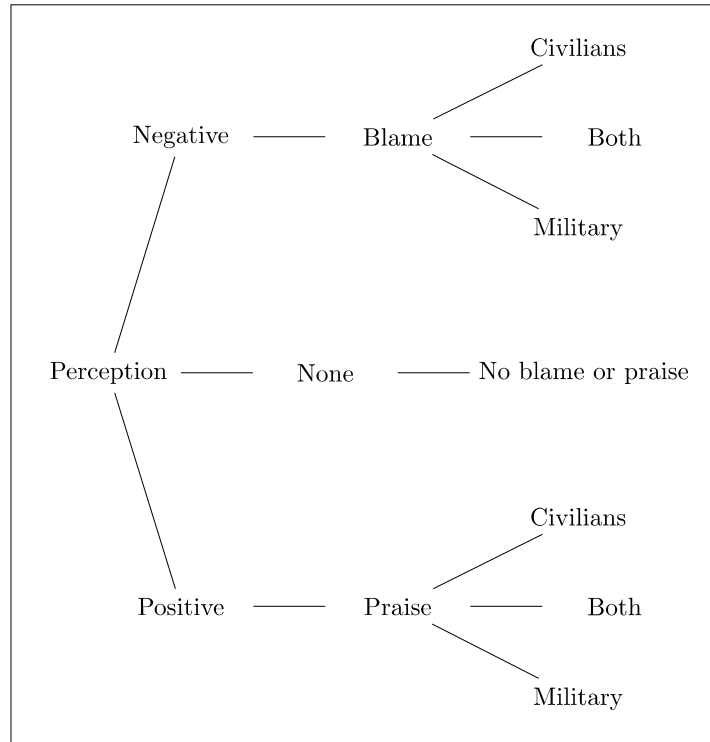 Civilians
Negative Blame Both
Military
Perception None No blame or praise
Civilians
Positive Praise Both
Military